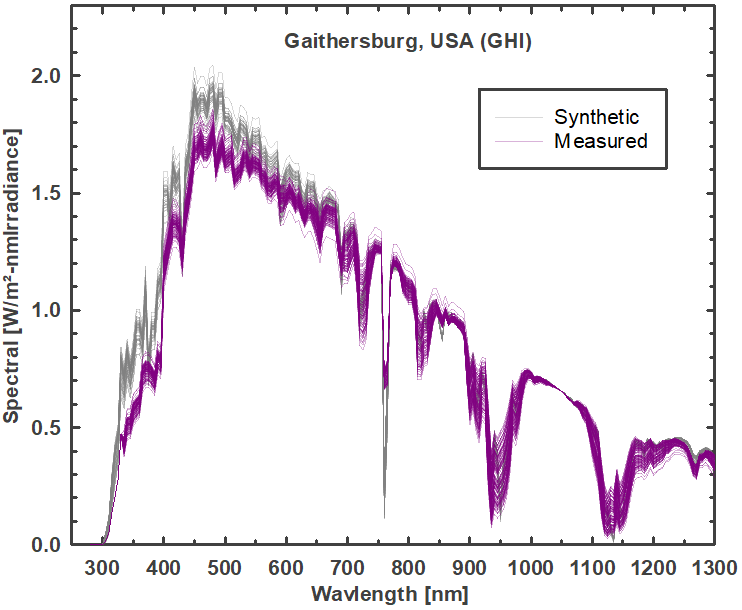 Gaithersburg, USA (GHI)
Synthetic
Measured
Spectral [W/m²-nmIrradiance]
2.0
1.5
1.0
0.5
0.0
300 400 500 600 700 800 900 1000 1100 1200 1300
Wavlength [nm]